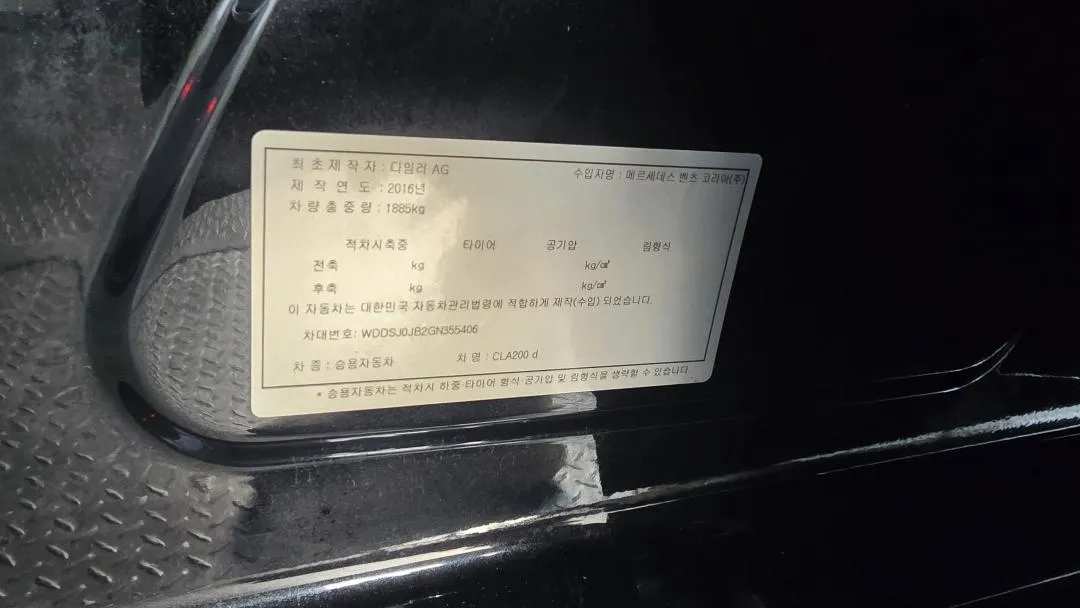 최초제작자 : 디임러 AG 수입자명 : 메르세데스 벤츠 코리아(주)
제작연도 : 2016년
차량총중량 : 1885kg
적차시축중 타이어 공기압 림형식
전축 kg kg/㎠
후축 kg kg/㎠
이 자동차는 대한민국 자동차관리법령에 적합하게 제작(수입) 되었습니다.
차대번호: WDDSJ0JB2GN355406
차종 : 승용자동차 차명 : CLA200 d
* 승용자동차는 적차시 하중·타이어 형식·공기압 및 림형식을 생략할 수 있습니다.